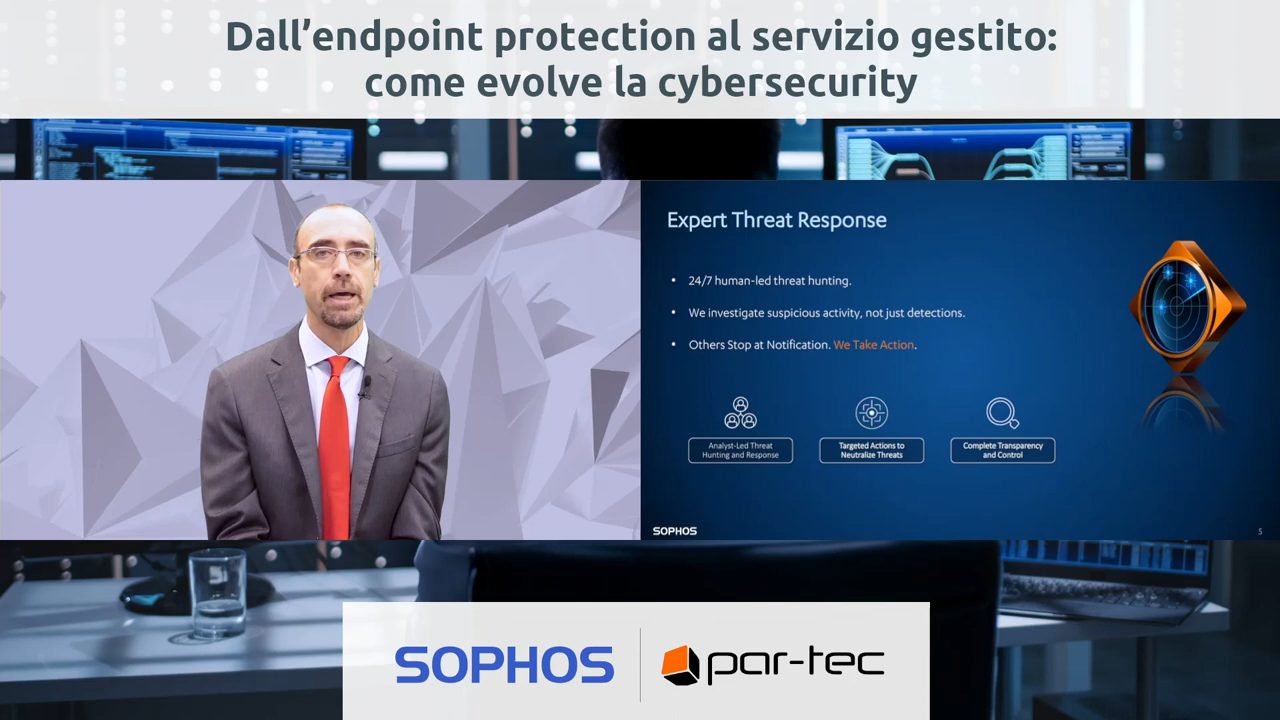 Dall'endpoint protection al servizio gestito:
come evolve la cybersecurity
Expert Threat Response
• 24/7 human-led threat hunting.
• We investigate suspicious activity, not just detections.
• Others Stop at Notification. We Take Action.
Analyst-Led Threat
Hunting and Response
Targeted Actions to
Neutralize Threats
Complete Transparency
and Control
SOPHOS
5
SOPHOS
par-tec